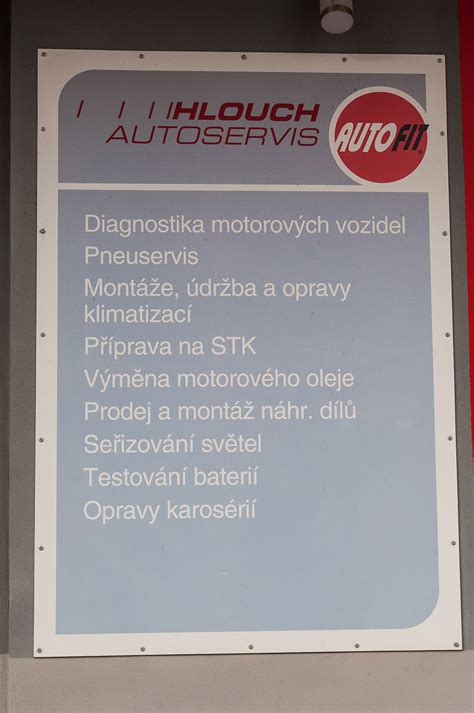 HLOUCH
AUTOSERVIS
AUTOFIT®
Diagnostika motorových vozidel
Pneuservis
Montáže, údržba a opravy
klimatizací
Příprava na STK
Výměna motorového oleje
Prodej a montáž náhr. dílů
Seřizování světel
Testování baterií
Opravy karosérií